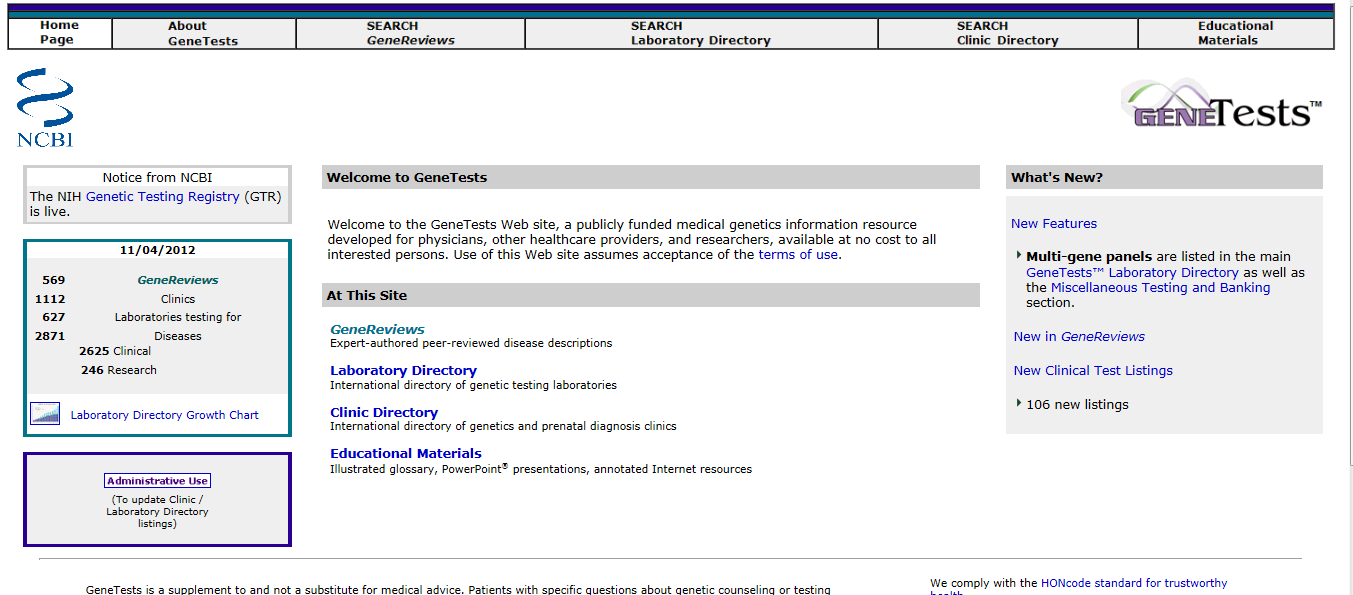 Home
Page
About
GeneTests
SEARCH
GeneReviews
SEARCH
Laboratory Directory
SEARCH
Clinic Directory
Educational
Materials
NCBI
GENETests™
Notice from NCBI
The NIH Genetic Testing Registry (GTR)
is live.
11/04/2012
569 GeneReviews
1112 Clinics
627 Laboratories testing for
2871 Diseases
2625 Clinical
246 Research
Laboratory Directory Growth Chart
Administrative Use
(To update Clinic /
Laboratory Directory
listings)
Welcome to GeneTests
Welcome to the GeneTests Web site, a publicly funded medical genetics information resource
developed for physicians, other healthcare providers, and researchers, available at no cost to all
interested persons. Use of this Web site assumes acceptance of the terms of use.
At This Site
GeneReviews
Expert-authored peer-reviewed disease descriptions
Laboratory Directory
International directory of genetic testing laboratories
Clinic Directory
International directory of genetics and prenatal diagnosis clinics
Educational Materials
Illustrated glossary, PowerPoint® presentations, annotated Internet resources
What's New?
New Features
Multi-gene panels are listed in the main
GeneTests™ Laboratory Directory as well as
the Miscellaneous Testing and Banking
section.
New in GeneReviews
New Clinical Test Listings
106 new listings
GeneTests is a supplement to and not a substitute for medical advice. Patients with specific questions about genetic counseling or testing
We comply with the HONcode standard for trustworthy